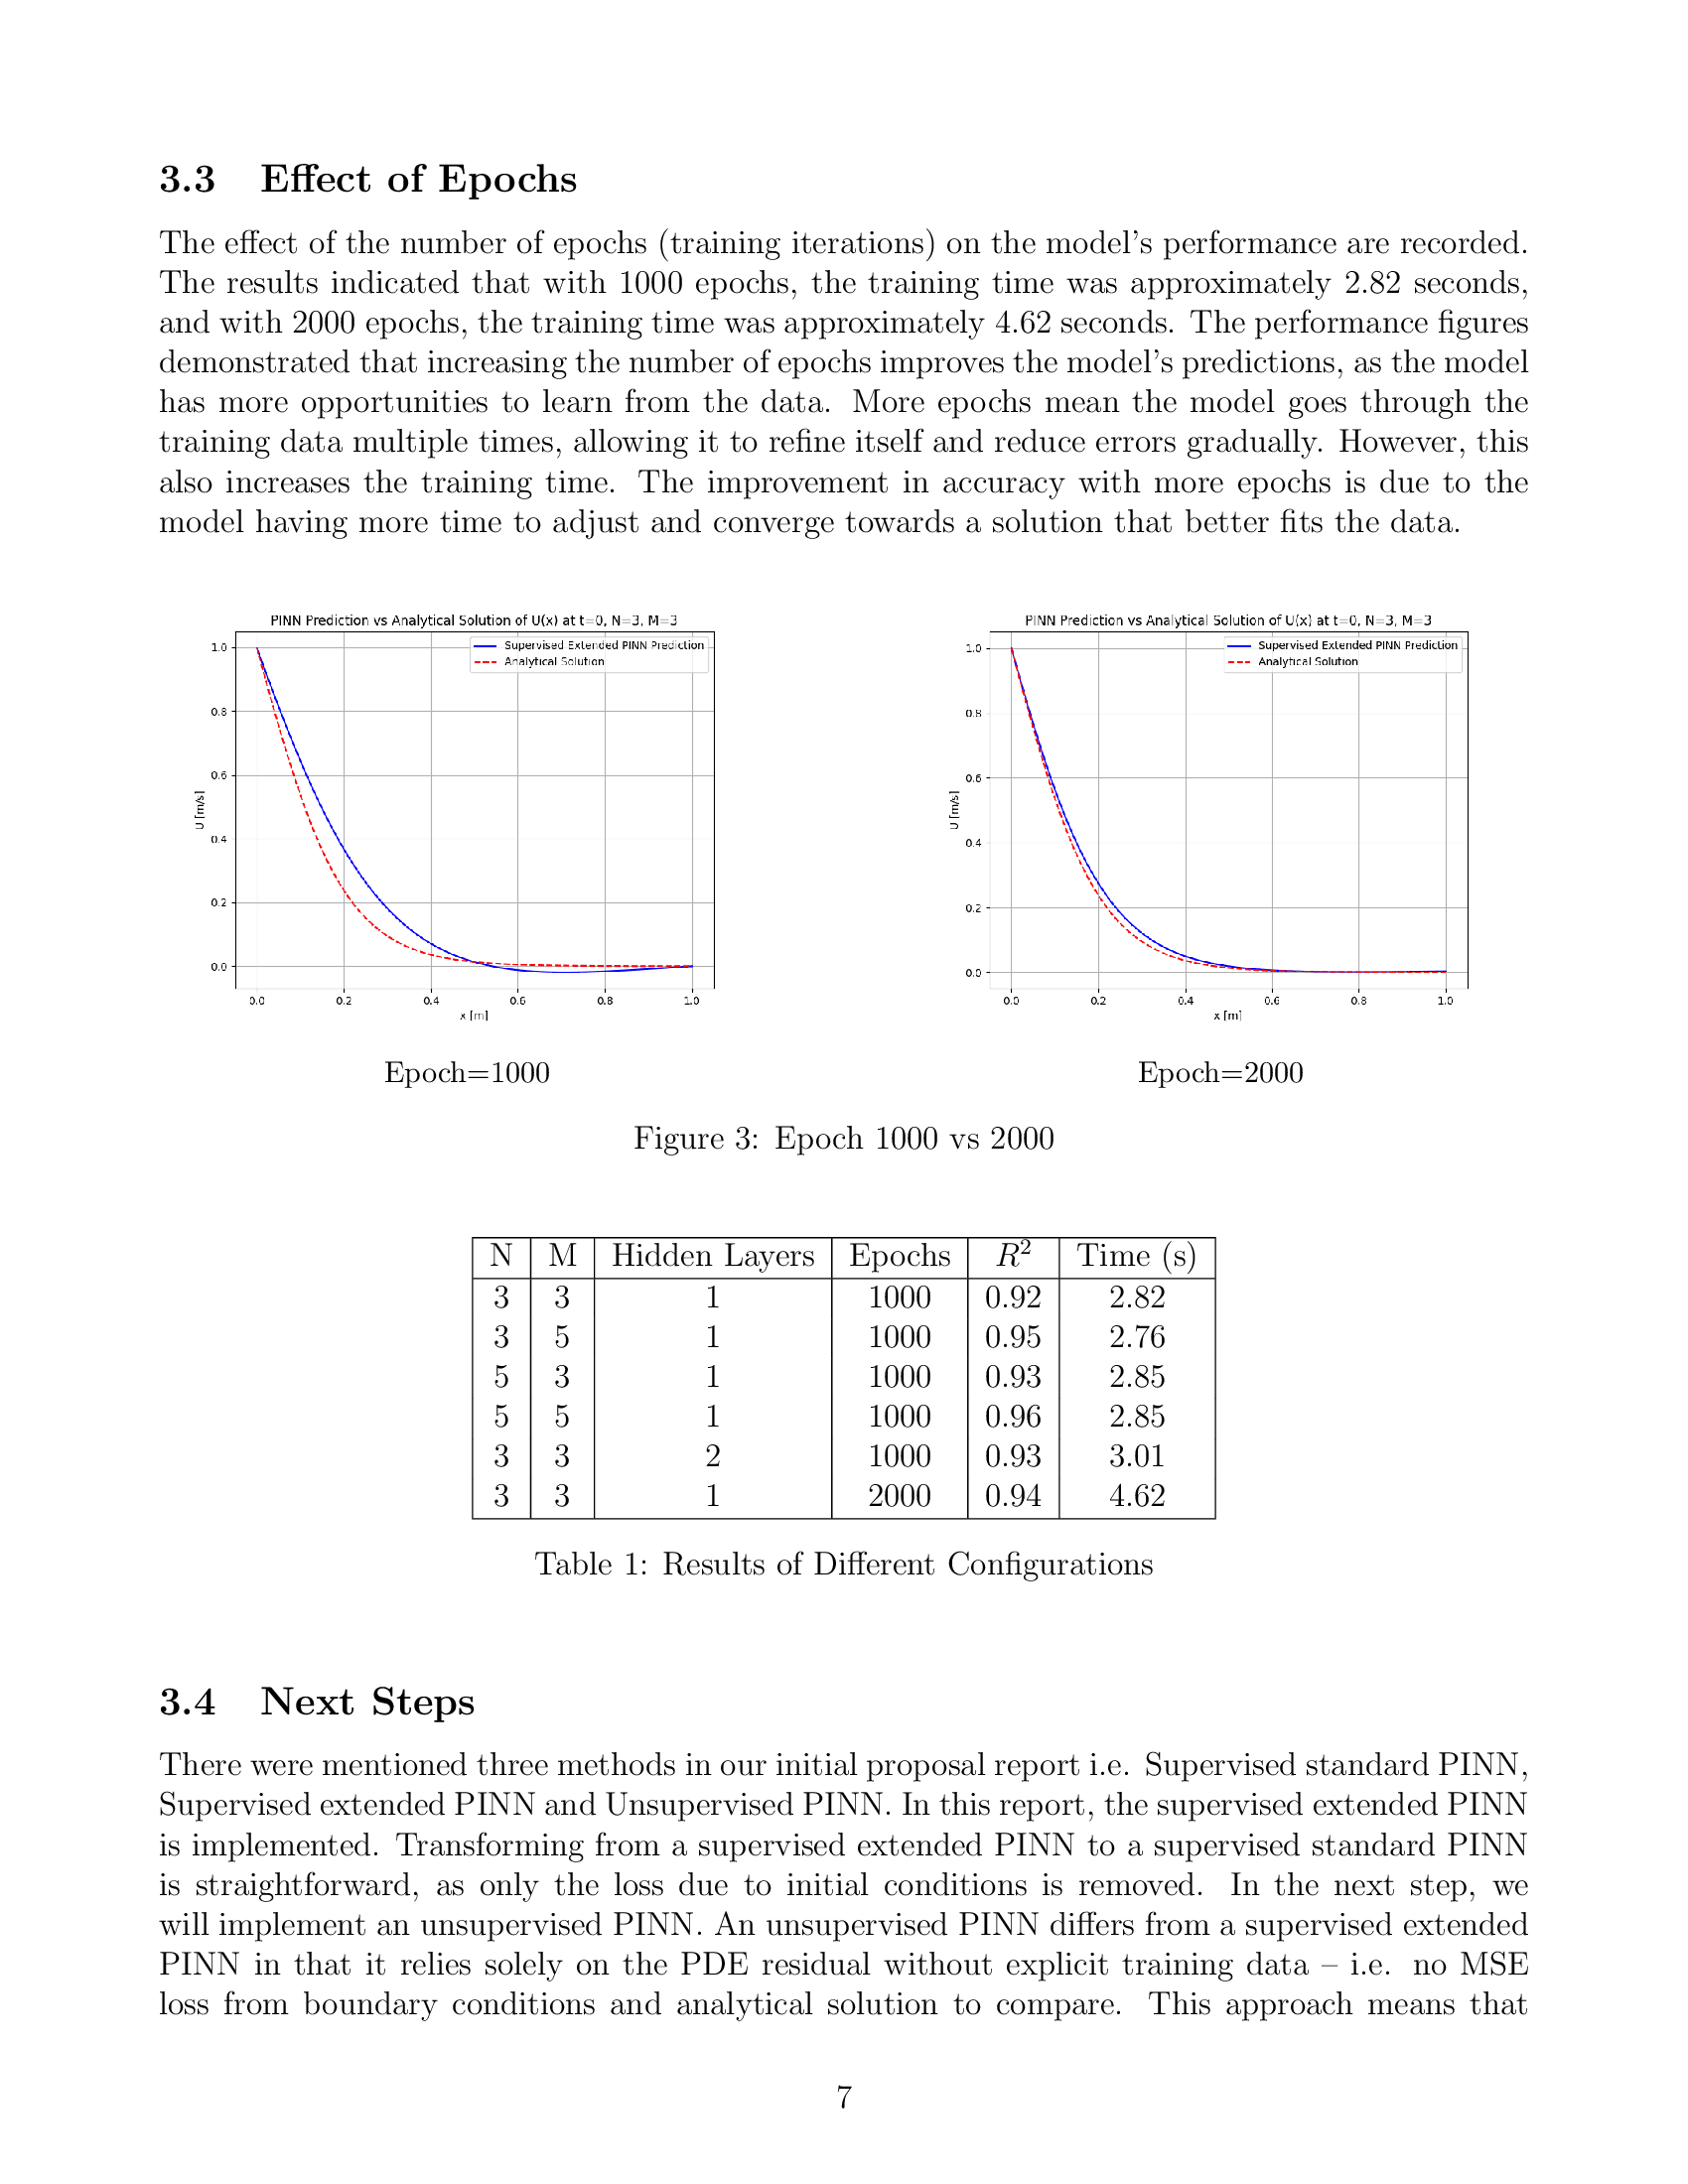 3.3 Effect of Epochs
The effect of the number of epochs (training iterations) on the model's performance are recorded.
The results indicated that with 1000 epochs, the training time was approximately 2.82 seconds,
and with 2000 epochs, the training time was approximately 4.62 seconds. The performance figures
demonstrated that increasing the number of epochs improves the model's predictions, as the model
has more opportunities to learn from the data. More epochs mean the model goes through the
training data multiple times, allowing it to refine itself and reduce errors gradually. However, this
also increases the training time. The improvement in accuracy with more epochs is due to the
model having more time to adjust and converge towards a solution that better fits the data.
PINN Prediction vs Analytical Solution of U(x) at t=0, N=3, M=3
Supervised Extended PINN Prediction
Analytical Solution
1.0
0.8
0.6
0.4
0.2
0.0
U [m/s]
0.0 0.2 0.4 0.6 0.8 1.0
x [m]
Epoch=1000
PINN Prediction vs Analytical Solution of U(x) at t=0, N=3, M=3
Supervised Extended PINN Prediction
Analytical Solution
1.0
0.8
0.6
0.4
0.2
0.0
U [m/s]
0.0 0.2 0.4 0.6 0.8 1.0
x [m]
Epoch=2000
Figure 3: Epoch 1000 vs 2000
N M Hidden Layers Epochs R² Time (s)
3 3 1 1000 0.92 2.82
3 5 1 1000 0.95 2.76
5 3 1 1000 0.93 2.85
5 5 1 1000 0.96 2.85
3 3 2 1000 0.93 3.01
3 3 1 2000 0.94 4.62
Table 1: Results of Different Configurations
3.4 Next Steps
There were mentioned three methods in our initial proposal report i.e. Supervised standard PINN,
Supervised extended PINN and Unsupervised PINN. In this report, the supervised extended PINN
is implemented. Transforming from a supervised extended PINN to a supervised standard PINN
is straightforward, as only the loss due to initial conditions is removed. In the next step, we
will implement an unsupervised PINN. An unsupervised PINN differs from a supervised extended
PINN in that it relies solely on the PDE residual without explicit training data – i.e. no MSE
loss from boundary conditions and analytical solution to compare. This approach means that
7